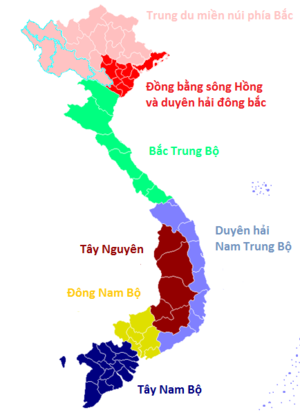 Trung du miền núi phía Bắc
Đồng bằng sông Hồng
và duyên hải đông bắc
Bắc Trung Bộ
Duyên hải
Nam Trung Bộ
Tây Nguyên
Đông Nam Bộ
Tây Nam Bộ